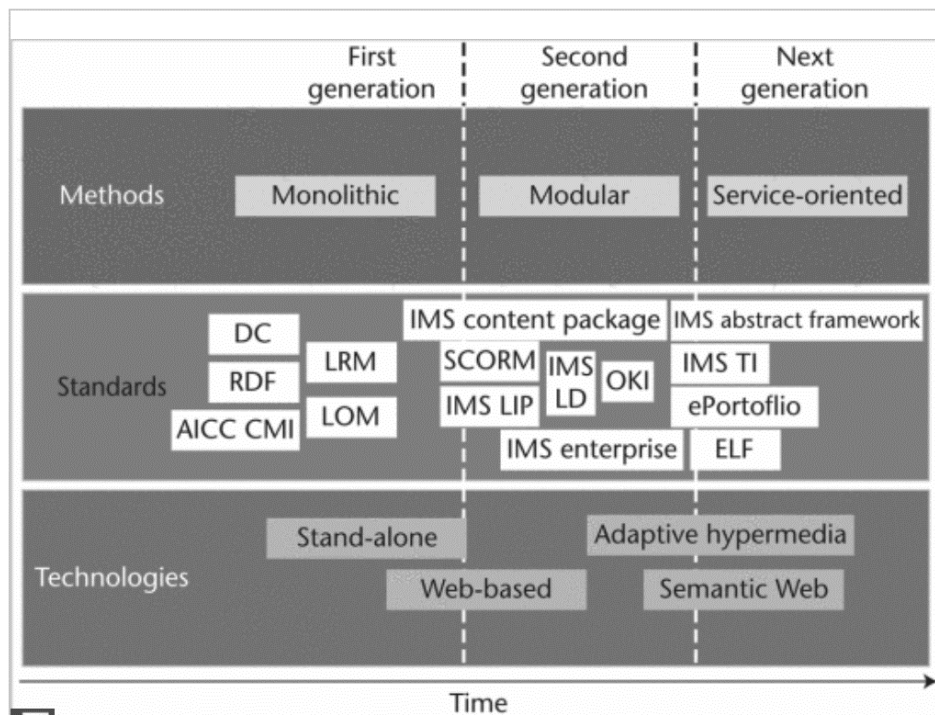 First generation
Second generation
Next generation
Methods
Monolithic
Modular
Service-oriented
Standards
DC
RDF
AICC CMI
LRM
LOM
IMS content package
SCORM
IMS LIP
IMS LD
OKI
IMS enterprise
IMS abstract framework
IMS TI
ePortoflio
ELF
Technologies
Stand-alone
Web-based
Adaptive hypermedia
Semantic Web
Time